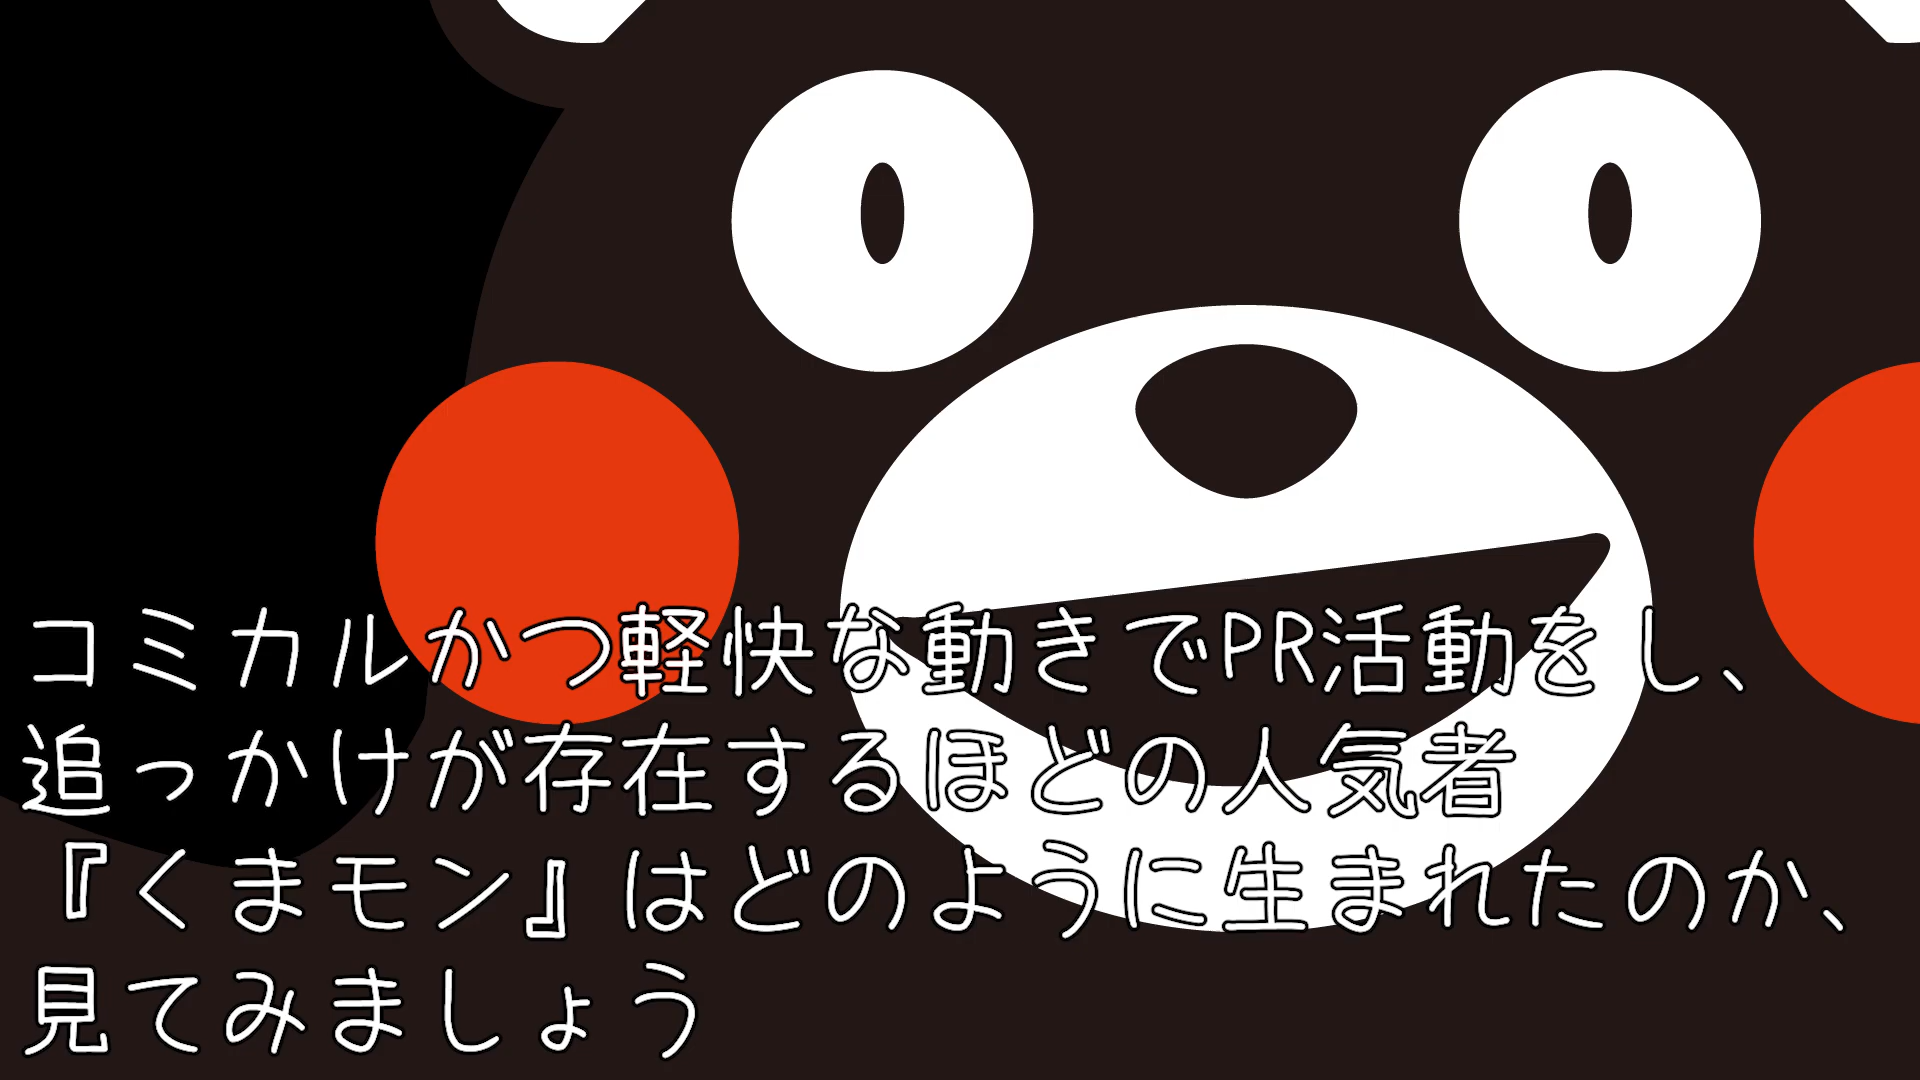 コミカルかつ軽快な動きでPR活動をし、
追っかけが存在するほどの人気者
『くまモン』はどのように生まれたのか、
見てみましょう